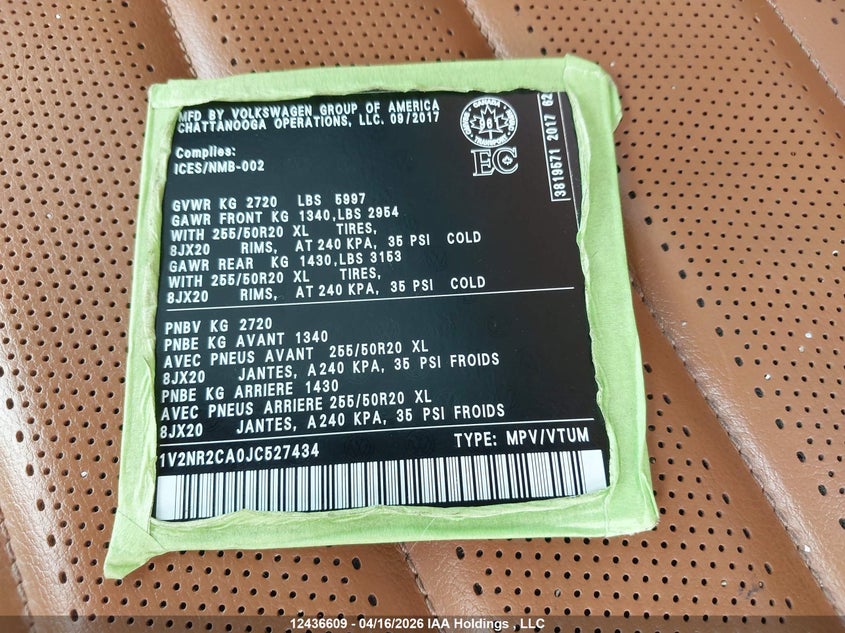 MFD BY VOLKSWAGEN GROUP OF AMERICA
CHATTANOOGA OPERATIONS, LLC. 09/2017
CANADA
TRANSPORT
EC
3819571 2017 62
Complies:
ICES/NMB-002
GVWR KG 2720 LBS 5997
GAWR FRONT KG 1340,LBS 2954
WITH 255/50R20 XL TIRES,
8JX20 RIMS, AT 240 KPA, 35 PSI COLD
GAWR REAR KG 1430,LBS 3153
WITH 255/50R20 XL TIRES,
8JX20 RIMS, AT 240 KPA, 35 PSI COLD
PNBV KG 2720
PNBE KG AVANT 1340
AVEC PNEUS AVANT 255/50R20 XL
8JX20 JANTES, A 240 KPA, 35 PSI FROIDS
PNBE KG ARRIERE 1430
AVEC PNEUS ARRIERE 255/50R20 XL
8JX20 JANTES, A 240 KPA, 35 PSI FROIDS
1V2NR2CA0JC527434 TYPE: MPV/VTUM
12436609 - 04/16/2026 IAA Holdings ,LLC